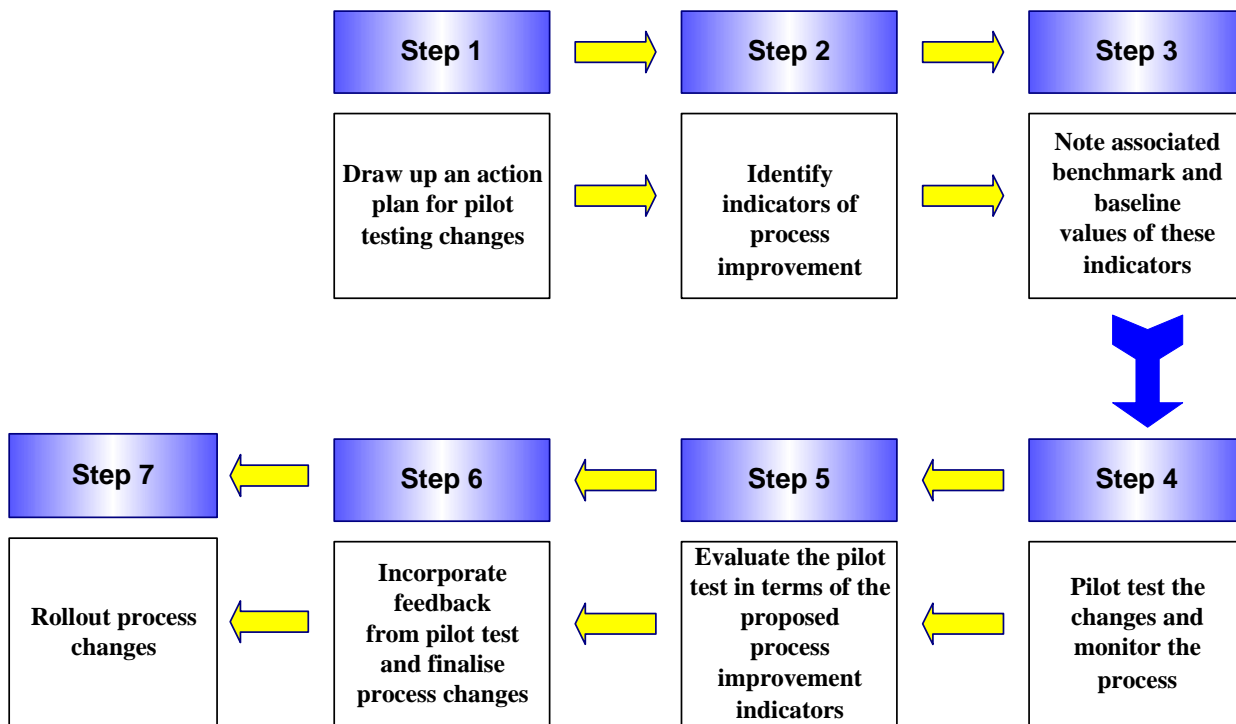 Step 1
Draw up an action
plan for pilot
testing changes
Step 2
Identify
indicators of
process
improvement
Step 3
Note associated
benchmark and
baseline
values of these
indicators
Step 4
Pilot test the
changes and
monitor the
process
Step 5
Evaluate the pilot
test in terms of the
proposed
process
improvement
indicators
Step 6
Incorporate
feedback
from pilot test
and finalise
process changes
Step 7
Rollout process
changes